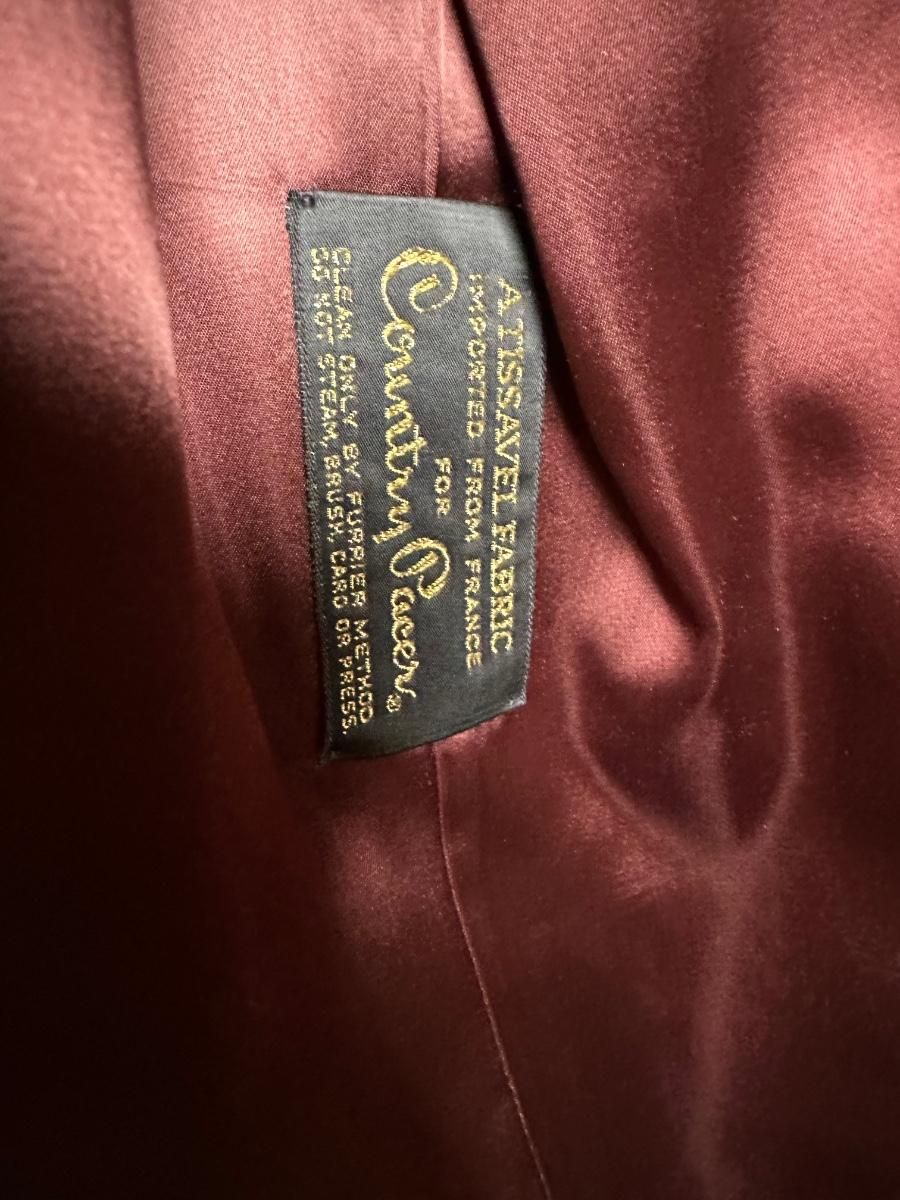 A TISSAVEL FABRIC
IMPORTED FROM FRANCE
FOR
Country Pacer®
CLEAN ONLY BY FURRIER METHOD
DO NOT STEAM, BRUSH, CARD OR PRESS.